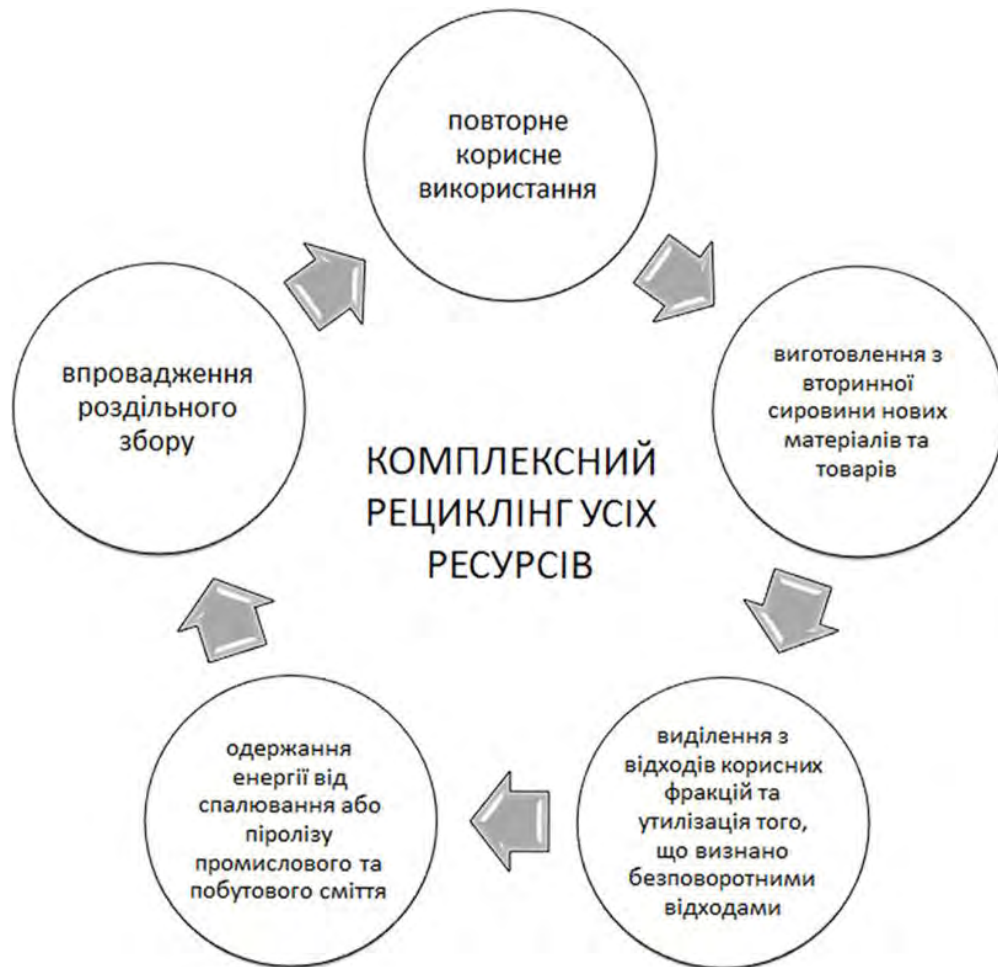 повторне
корисне
використання
виготовлення з
вторинної
сировини нових
матеріалів та
товарів
виділення з
відходів корисних
фракцій та
утилізація того,
що визнано
безповоротними
відходами
одержання
енергії від
спалювання або
піролізу
промислового та
побутового сміття
впровадження
роздільного
збору
КОМПЛЕКСНИЙ
РЕЦИКЛІНГ УСІХ
РЕСУРСІВ